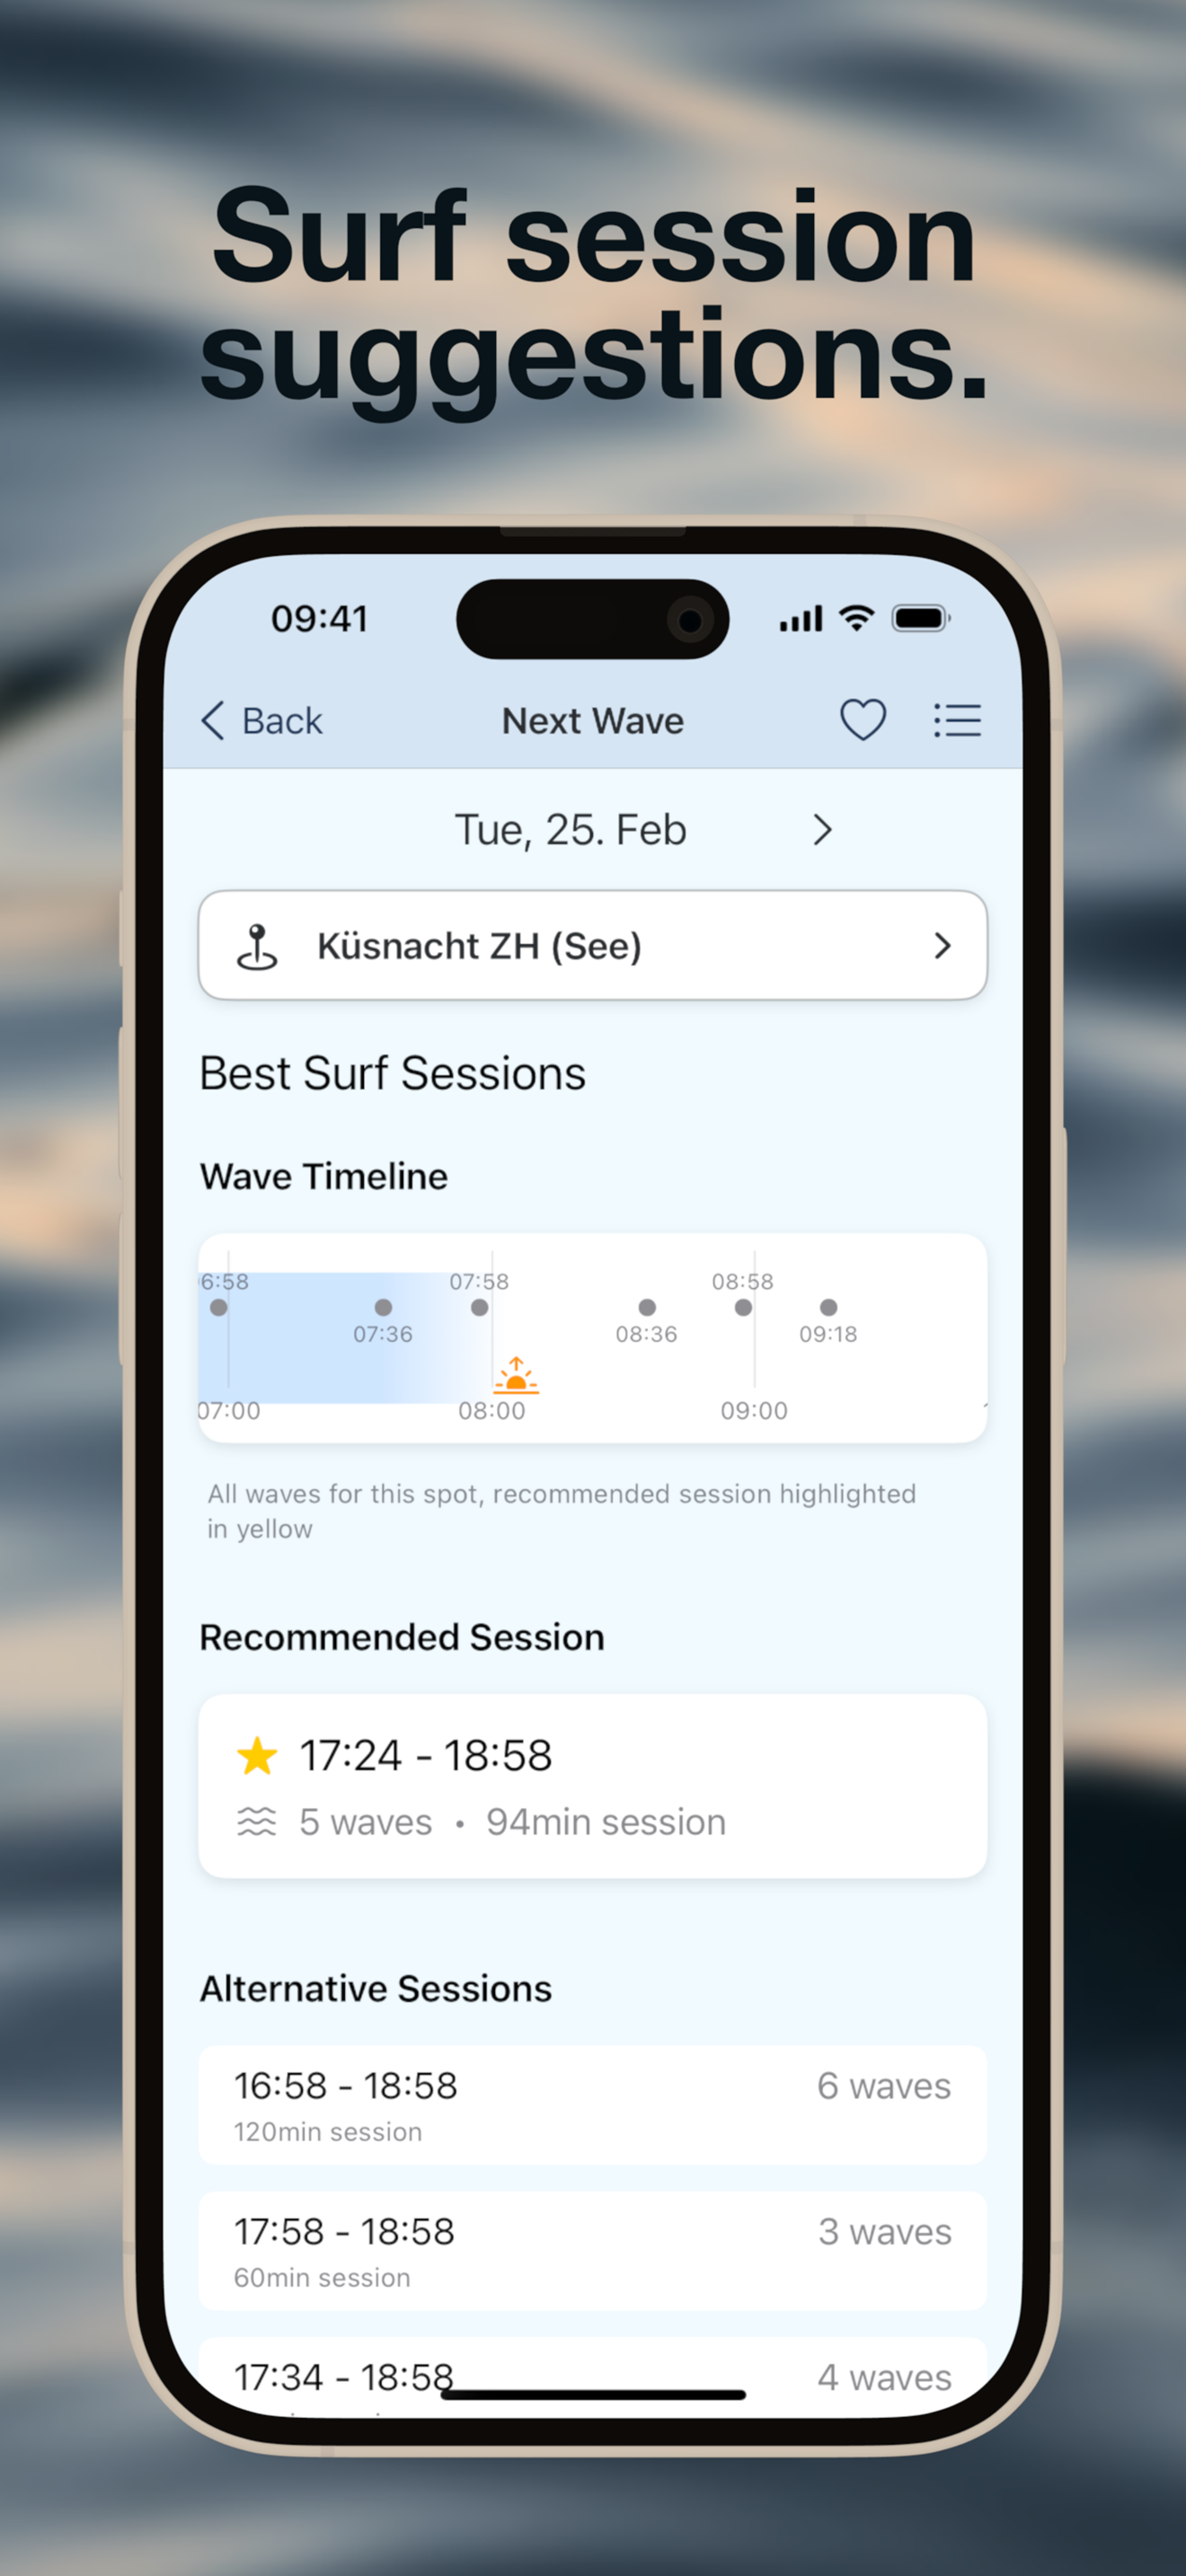 Surf session
suggestions.
09:41
Back
Next Wave
Tue, 25. Feb
Küsnacht ZH (See)
Best Surf Sessions
Wave Timeline
6:58
07:58
08:58
07:36
08:36
09:18
07:00
08:00
09:00
All waves for this spot, recommended session highlighted
in yellow
Recommended Session
17:24 - 18:58
5 waves • 94min session
Alternative Sessions
16:58 - 18:58
6 waves
120min session
17:58 - 18:58
3 waves
60min session
17:34 - 18:58
4 waves